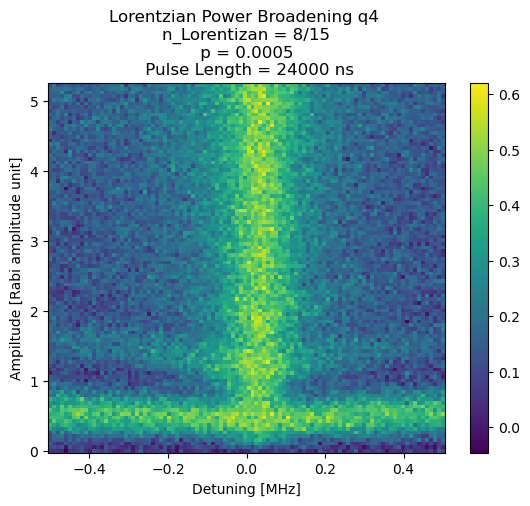 Lorentzian Power Broadening q4
n_Lorentizan = 8/15
p = 0.0005
Pulse Length = 24000 ns
Amplitude [Rabi amplitude unit]
5
4
3
2
1
0
−0.4 −0.2 0.0 0.2 0.4
Detuning [MHz]
0.6
0.5
0.4
0.3
0.2
0.1
0.0